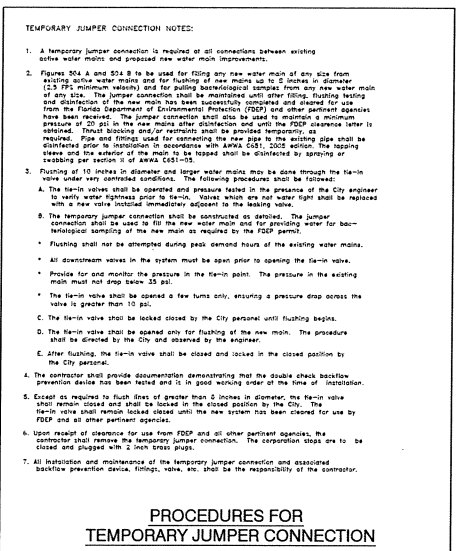 TEMPORARY JUMPER CONNECTION NOTES:
1. A temporary jumper connection is required at all connections between existing
active water mains and proposed new water main improvements.
2. Figures 504 A and 504 B to be used for filling any new water main of any size from
existing active water mains and for flushing of new mains up to 8 inches in diameter
(2.5 FPS minimum velocity) and for pulling bacteriological samples from any new water main
of any size. The jumper connection shall be maintained until after filling, flushing testing
and disinfection of the new main has been successfully completed and cleared for use
from the Florida Department of Environmental Protection (FDEP) and other pertinent agencies
have been received. The jumper connection shall also be used to maintain a minimum
pressure of 20 psi in the new mains after disinfection and until the FDEP clearance letter is
obtained. Thrust blocking and/or restraints shall be provided temporarily, as
required. Pipe and fittings used for connecting the new pipe to the existing pipe shall be
disinfected prior to installation in accordance with AWWA C651, 2005 edition. The tapping
sleeve and the exterior of the main to be tapped shall be disinfected by spraying or
swabbing per section 11 of AWWA C651-05.
3. Flushing of 10 inches in diameter and larger water mains may be done through the tie-in
valve under very controlled conditions. The following procedures shall be followed:
A. The tie-in valves shall be operated and pressure tested in the presence of the City engineer
to verify water tightness prior to tie-in. Valves which are not water tight shall be replaced
with a new valve installed immediately adjacent to the leaking valve.
B. The temporary jumper connection shall be constructed as detailed. The jumper
connection shall be used to fill the new water main and for providing water for bac-
teriological sampling of the new main as required by the FDEP permit.
* Flushing shall not be attempted during peak demand hours of the existing water mains.
* All downstream valves in the system must be open prior to opening the tie-in valve.
* Provide for and monitor the pressure in the tie-in point. The pressure in the existing
main must not drop below 35 psi.
* The tie-in valve shall be opened a few turns only, ensuring a pressure drop across the
valve is greater than 10 psi.
C. The tie-in valve shall be locked closed by the City personel until flushing begins.
D. The tie-in valve shall be opened only for flushing of the new main. The procedure
shall be directed by the City and observed by the engineer.
E. After flushing, the tie-in valve shall be closed and locked in the closed position by
the City personel.
4. The contractor shall provide documentation demonstrating that the double check backflow
prevention device has been tested and is in good working order at the time of installation.
5. Except as required to flush lines of greater than 8 inches in diameter, the tie-in valve
shall remain closed and shall be locked in the closed position by the City. The
tie-in valve shall remain locked closed until the new system has been cleared for use by
FDEP and all other pertinent agencies.
6. Upon receipt of clearance for use from FDEP and all other pertinent agencies, the
contractor shall remove the temporary jumper connection. The corporation stops are to be
closed and plugged with 2 inch brass plugs.
7. All installation and maintenance of the temporary jumper connection and associated
backflow prevention device, fittings, valve, etc. shall be the responsibility of the contractor.
PROCEDURES FOR
TEMPORARY JUMPER CONNECTION